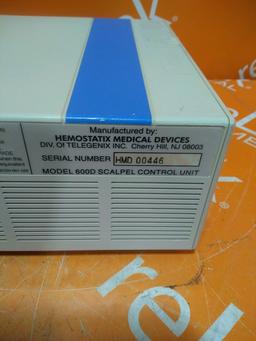 Manufactured by:
HEMOSTATIX MEDICAL DEVICES
DIV. Of TELEGENIX INC. Cherry Hill, NJ 08003
SERIAL NUMBER HMD 00446
MODEL 600D SCALPEL CONTROL UNIT